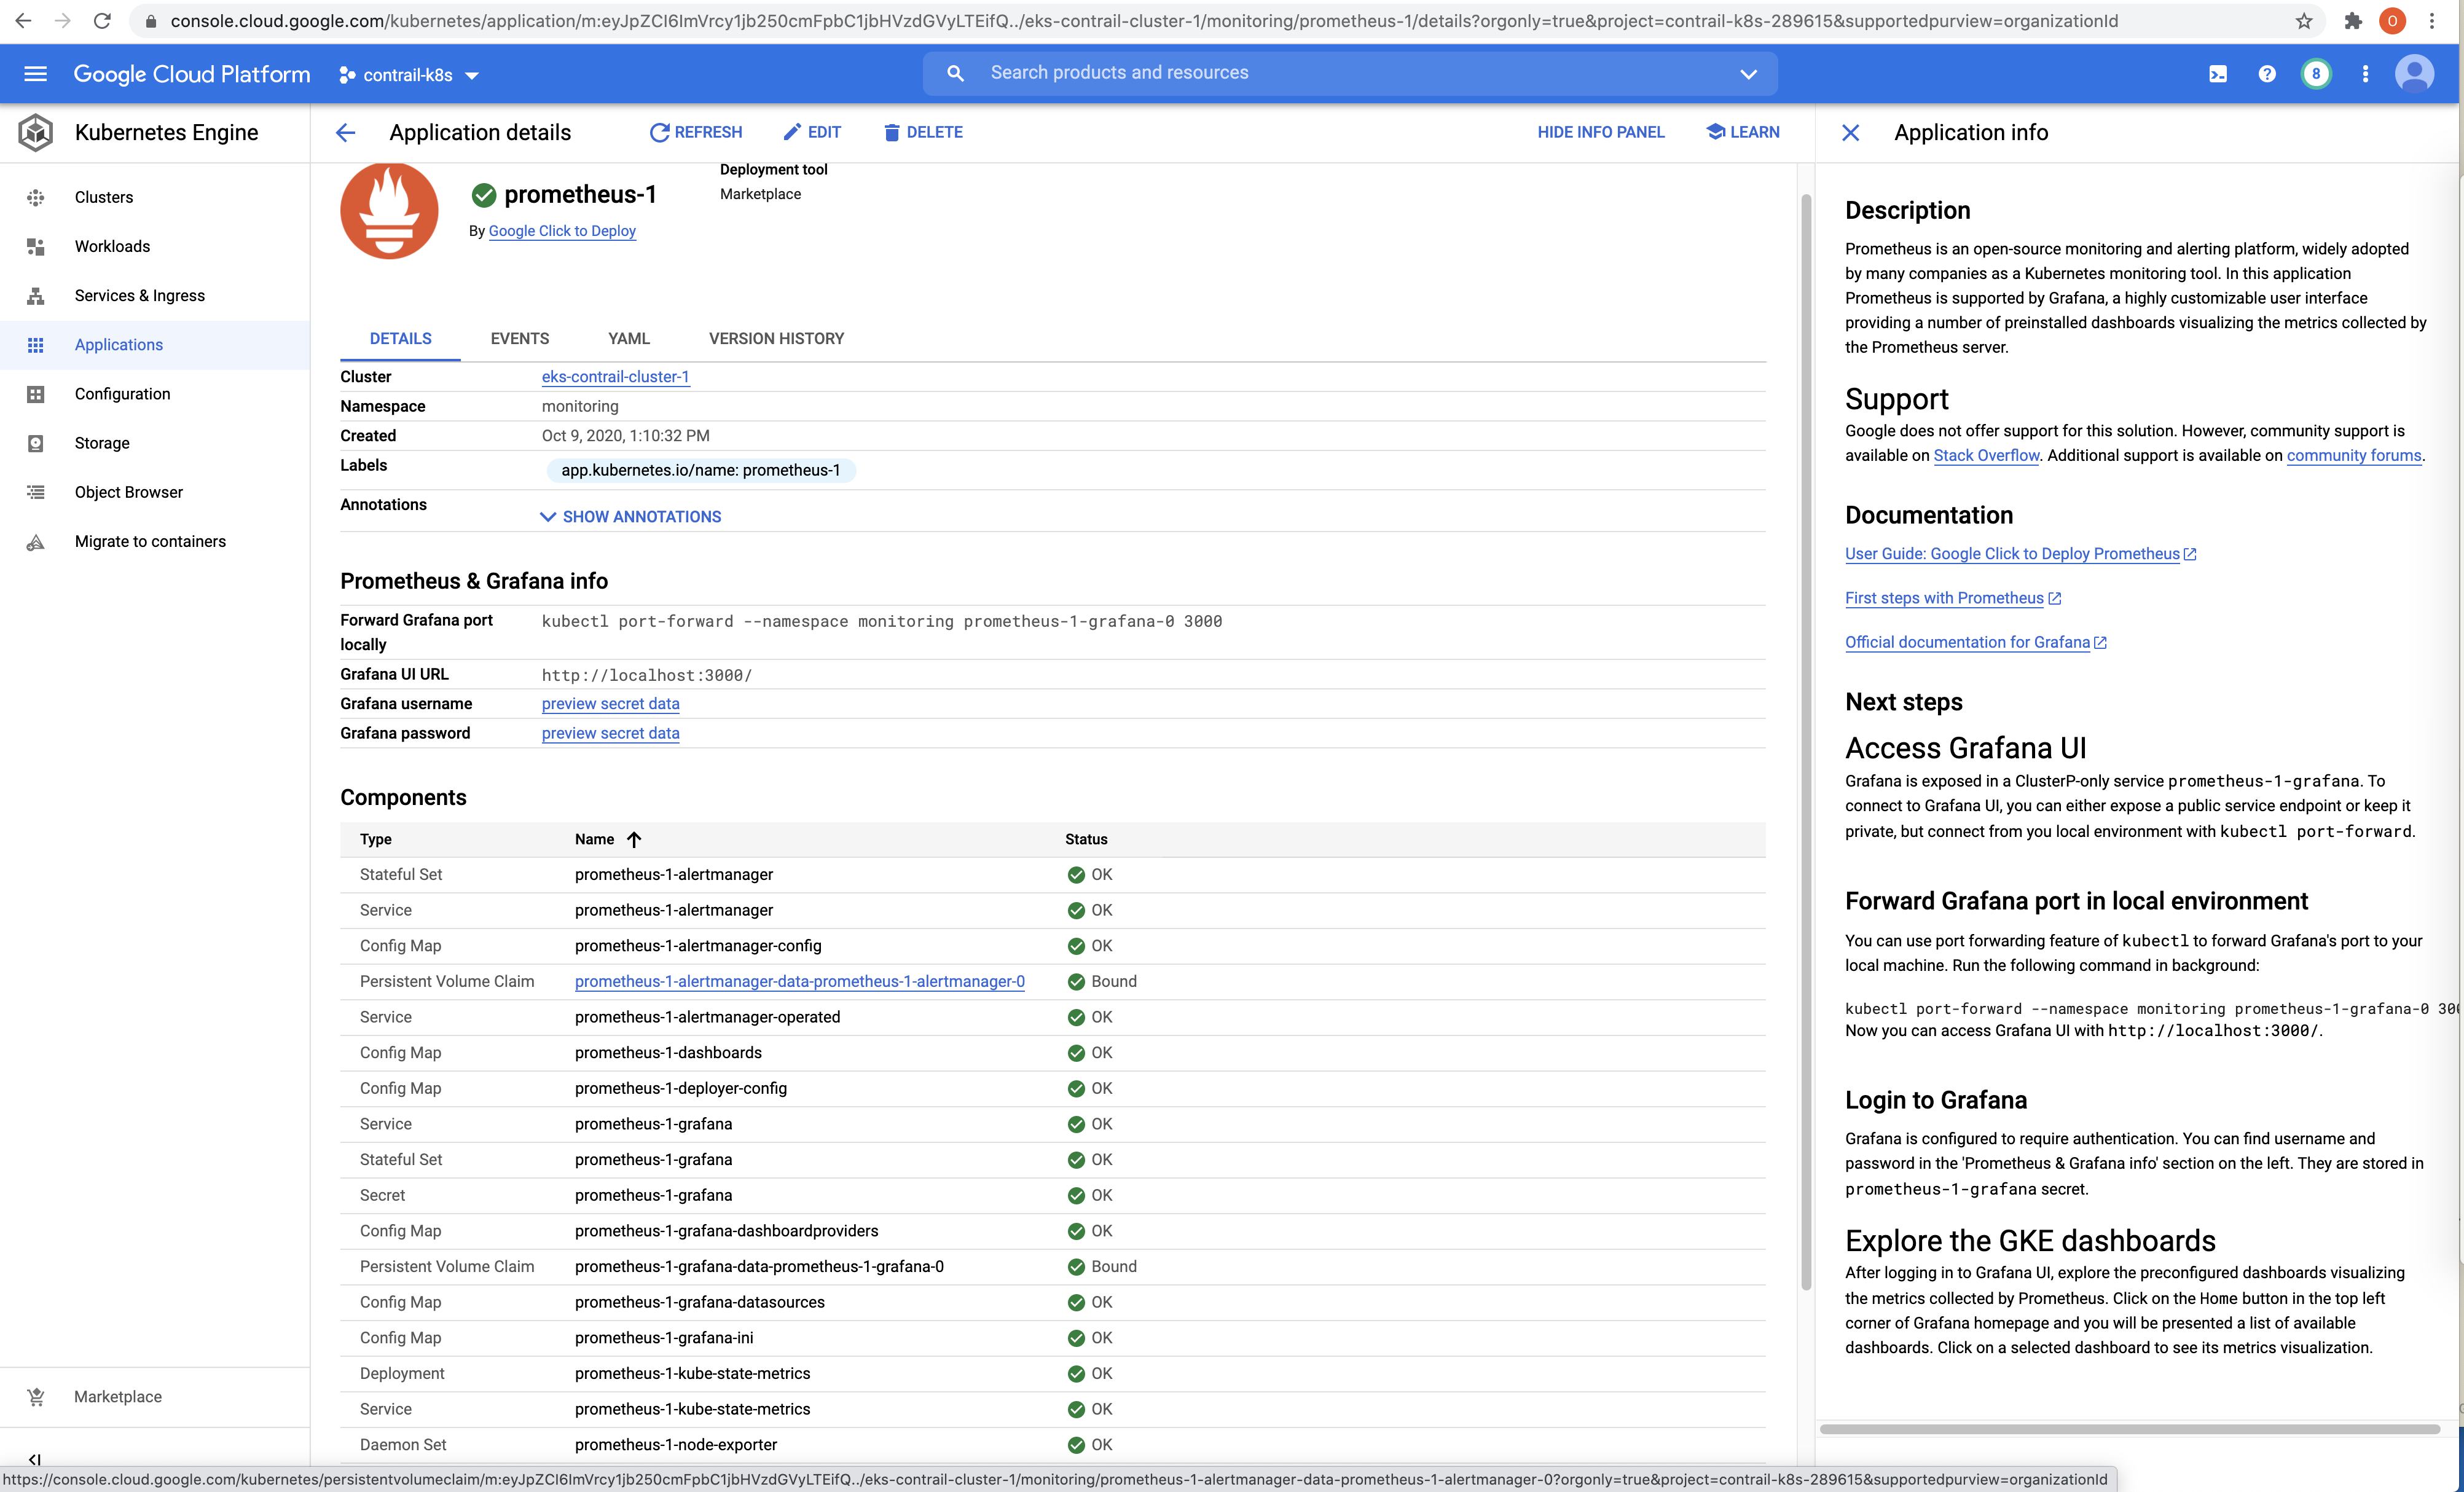 console.cloud.google.com/kubernetes/application/m:eyJpZCI6ImVrcy1jb250cmFpbC1jbHVzdGVyLTEifQ../eks-contrail-cluster-1/monitoring/prometheus-1/details?orgonly=true&project=contrail-k8s-289615&supportedpurview=organizationId
O
Google Cloud Platform
contrail-k8s
Search products and resources
8
Kubernetes Engine
Clusters
Workloads
Services & Ingress
Applications
Configuration
Storage
Object Browser
Migrate to containers
Marketplace
Application details
REFRESH
EDIT
DELETE
HIDE INFO PANEL
LEARN
prometheus-1
By Google Click to Deploy
Deployment tool
Marketplace
DETAILS
EVENTS
YAML
VERSION HISTORY
Cluster eks-contrail-cluster-1
Namespace monitoring
Created Oct 9, 2020, 1:10:32 PM
Labels app.kubernetes.io/name: prometheus-1
Annotations SHOW ANNOTATIONS
Prometheus & Grafana info
Forward Grafana port kubectl port-forward --namespace monitoring prometheus-1-grafana-0 3000
locally
Grafana UI URL http://localhost:3000/
Grafana username preview secret data
Grafana password preview secret data
Components
Type Name Status
Stateful Set prometheus-1-alertmanager OK
Service prometheus-1-alertmanager OK
Config Map prometheus-1-alertmanager-config OK
Persistent Volume Claim prometheus-1-alertmanager-data-prometheus-1-alertmanager-0 Bound
Service prometheus-1-alertmanager-operated OK
Config Map prometheus-1-dashboards OK
Config Map prometheus-1-deployer-config OK
Service prometheus-1-grafana OK
Stateful Set prometheus-1-grafana OK
Secret prometheus-1-grafana OK
Config Map prometheus-1-grafana-dashboardproviders OK
Persistent Volume Claim prometheus-1-grafana-data-prometheus-1-grafana-0 Bound
Config Map prometheus-1-grafana-datasources OK
Config Map prometheus-1-grafana-ini OK
Deployment prometheus-1-kube-state-metrics OK
Service prometheus-1-kube-state-metrics OK
Daemon Set prometheus-1-node-exporter OK
Application info
Description
Prometheus is an open-source monitoring and alerting platform, widely adopted
by many companies as a Kubernetes monitoring tool. In this application
Prometheus is supported by Grafana, a highly customizable user interface
providing a number of preinstalled dashboards visualizing the metrics collected by
the Prometheus server.
Support
Google does not offer support for this solution. However, community support is
available on Stack Overflow. Additional support is available on community forums.
Documentation
User Guide: Google Click to Deploy Prometheus
First steps with Prometheus
Official documentation for Grafana
Next steps
Access Grafana UI
Grafana is exposed in a ClusterP-only service prometheus-1-grafana. To
connect to Grafana UI, you can either expose a public service endpoint or keep it
private, but connect from you local environment with kubectl port-forward.
Forward Grafana port in local environment
You can use port forwarding feature of kubectl to forward Grafana's port to your
local machine. Run the following command in background:
kubectl port-forward --namespace monitoring prometheus-1-grafana-0 300
Now you can access Grafana UI with http://localhost:3000/.
Login to Grafana
Grafana is configured to require authentication. You can find username and
password in the 'Prometheus & Grafana info' section on the left. They are stored in
prometheus-1-grafana secret.
Explore the GKE dashboards
After logging in to Grafana UI, explore the preconfigured dashboards visualizing
the metrics collected by Prometheus. Click on the Home button in the top left
corner of Grafana homepage and you will be presented a list of available
dashboards. Click on a selected dashboard to see its metrics visualization.
https://console.cloud.google.com/kubernetes/persistentvolumeclaim/m:eyJpZCI6ImVrcy1jb250cmFpbC1jbHVzdGVyLTEifQ../eks-contrail-cluster-1/monitoring/prometheus-1-alertmanager-data-prometheus-1-alertmanager-0?orgonly=true&project=contrail-k8s-289615&supportedpurview=organizationId